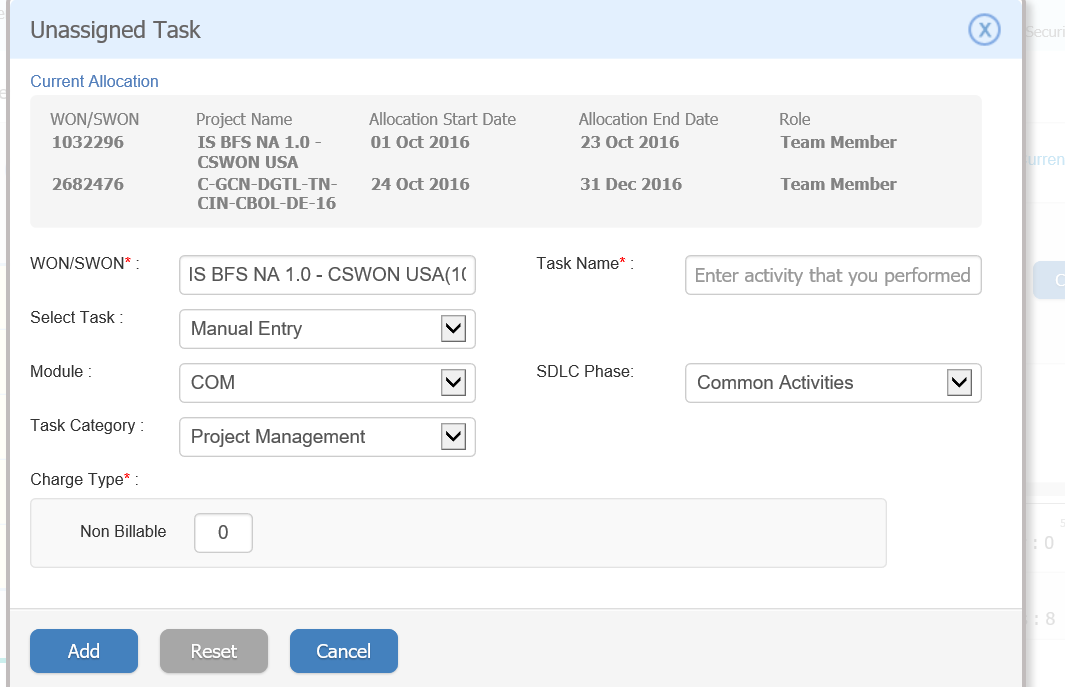 Unassigned Task
X
Current Allocation
WON/SWON Project Name Allocation Start Date Allocation End Date Role
1032296 IS BFS NA 1.0 - 01 Oct 2016 23 Oct 2016 Team Member
CSWON USA
2682476 C-GCN-DGTL-TN- 24 Oct 2016 31 Dec 2016 Team Member
CIN-CBOL-DE-16
WON/SWON* : IS BFS NA 1.0 - CSWON USA(10 Task Name* : Enter activity that you performed
Select Task : Manual Entry
Module : COM SDLC Phase: Common Activities
Task Category : Project Management
Charge Type* :
Non Billable 0
: 0
: 8
Add Reset Cancel